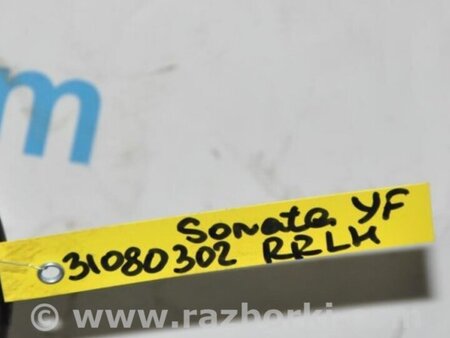 m
Sonata YF
31080302 RRLH
© www.razborki.